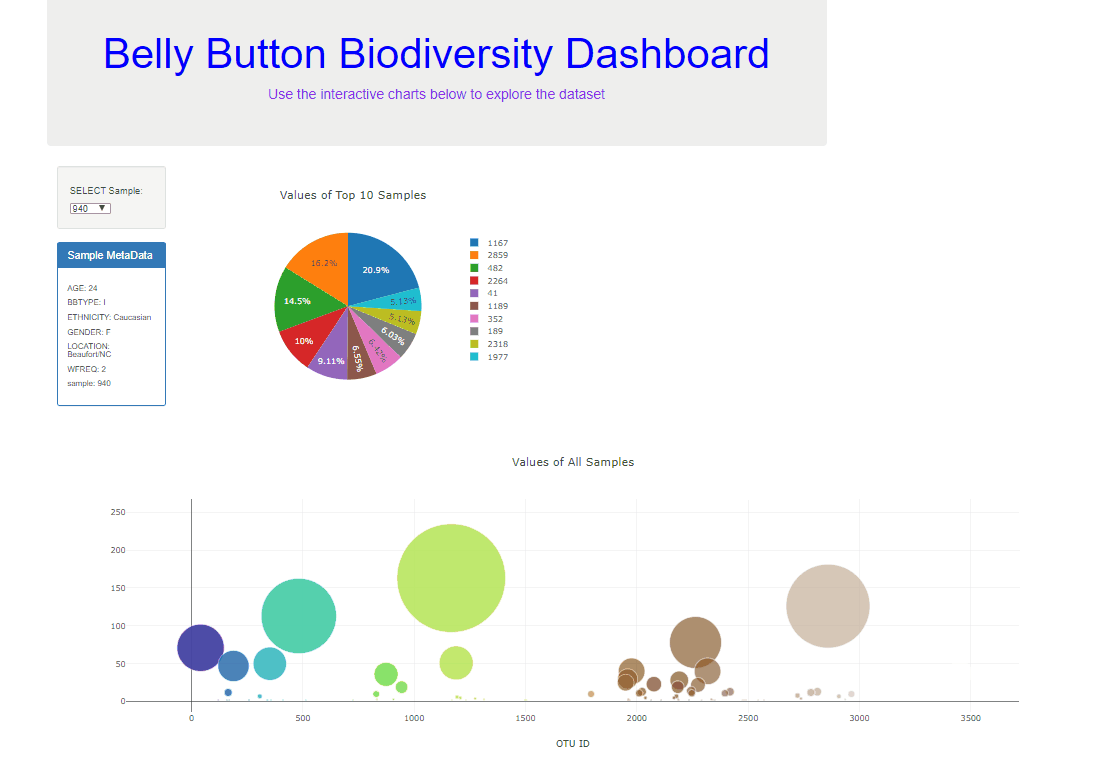 Belly Button Biodiversity Dashboard
Use the interactive charts below to explore the dataset
SELECT Sample:
940 ▼
Sample MetaData
AGE: 24
BBTYPE: I
ETHNICITY: Caucasian
GENDER: F
LOCATION:
Beaufort/NC
WFREQ: 2
sample: 940
Values of Top 10 Samples
20.9%
5.13%
5.13%
6.03%
6.42%
6.55%
9.11%
10%
14.5%
16.2%
1167
2859
482
2264
41
1189
352
189
2318
1977
Values of All Samples
250
200
150
100
50
0
0 500 1000 1500 2000 2500 3000 3500
OTU ID